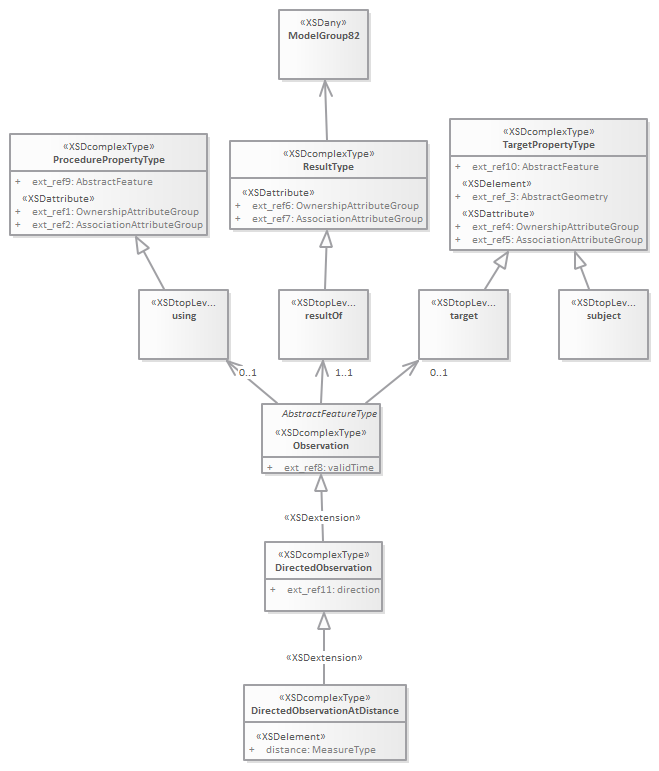 «XSDany»
ModelGroup82
«XSDcomplexType»
ProcedurePropertyType
+ ext_ref9: AbstractFeature
«XSDattribute»
+ ext_ref1: OwnershipAttributeGroup
+ ext_ref2: AssociationAttributeGroup
«XSDcomplexType»
ResultType
«XSDattribute»
+ ext_ref6: OwnershipAttributeGroup
+ ext_ref7: AssociationAttributeGroup
«XSDcomplexType»
TargetPropertyType
+ ext_ref10: AbstractFeature
«XSDelement»
+ ext_ref_3: AbstractGeometry
«XSDattribute»
+ ext_ref4: OwnershipAttributeGroup
+ ext_ref5: AssociationAttributeGroup
«XSDtopLev...
using
«XSDtopLev...
resultOf
«XSDtopLev...
target
«XSDtopLev...
subject
0..1
1..1
0..1
AbstractFeatureType
«XSDcomplexType»
Observation
+ ext_ref8: validTime
«XSDextension»
«XSDcomplexType»
DirectedObservation
+ ext_ref11: direction
«XSDextension»
«XSDcomplexType»
DirectedObservationAtDistance
«XSDelement»
+ distance: MeasureType